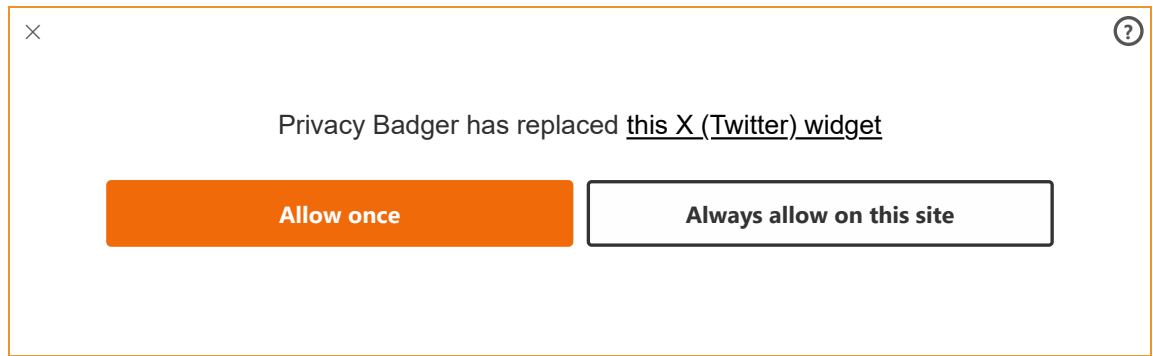 ?
Privacy Badger has replaced this X (Twitter) widget
Allow once
Always allow on this site